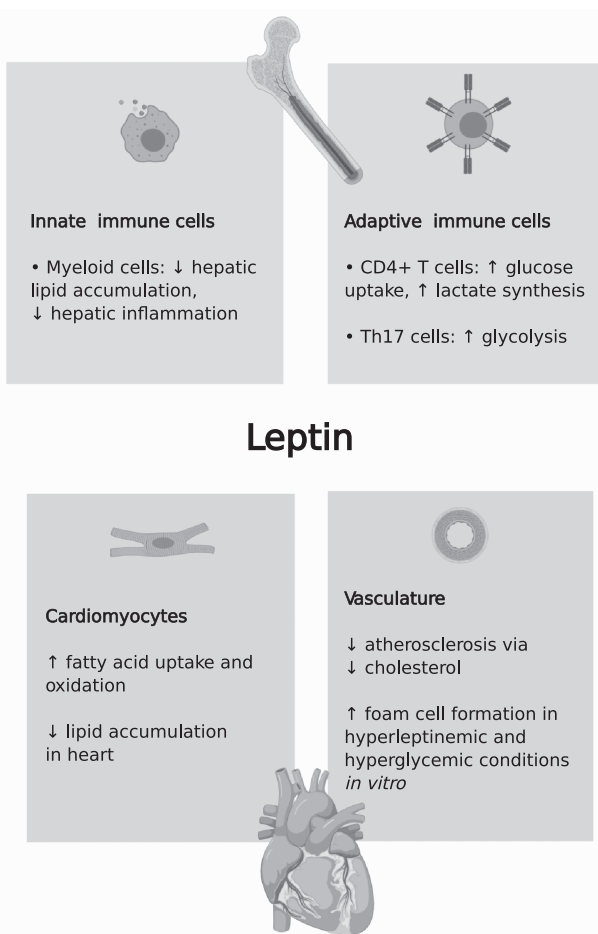 Innate immune cells
• Myeloid cells: ↓ hepatic
lipid accumulation,
↓ hepatic inflammation
Adaptive immune cells
• CD4+ T cells: ↑ glucose
uptake, ↑ lactate synthesis
• Th17 cells: ↑ glycolysis
Leptin
Cardiomyocytes
↑ fatty acid uptake and
oxidation
↓ lipid accumulation
in heart
Vasculature
↓ atherosclerosis via
↓ cholesterol
↑ foam cell formation in
hyperleptinemic and
hyperglycemic conditions
in vitro